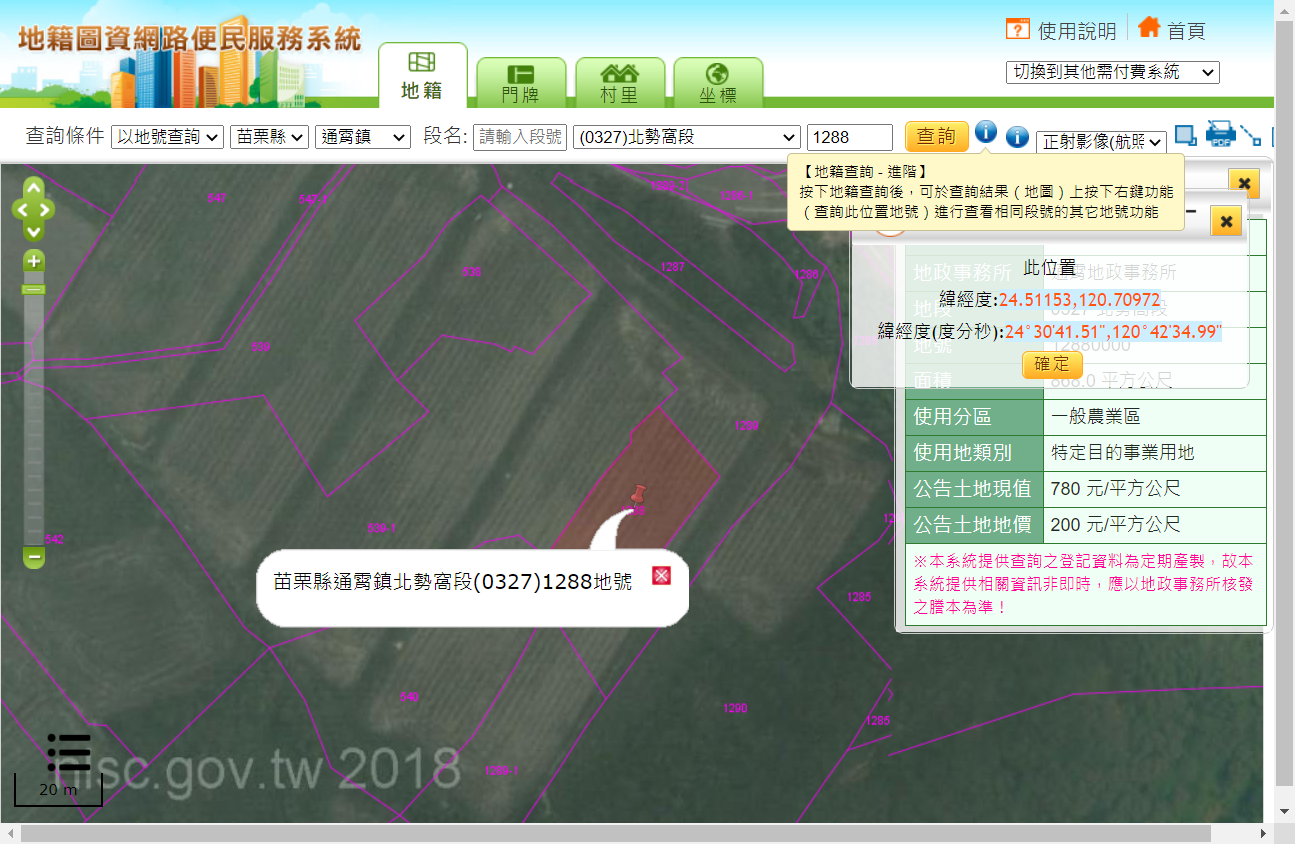 地籍圖資網路便民服務系統
使用說明
首頁
切換到其他需付費系統
地籍
門牌
村里
坐標
查詢條件 以地號查詢 苗栗縣 通霄鎮 段名: 請輸入段號 (0327)北勢窩段 1288 查詢 正射影像(航照
【地籍查詢 - 進階】
按下地籍查詢後，可於查詢結果（地圖）上按下右鍵功能
（查詢此位置地號）進行查看相同段號的其它地號功能
此位置
緯經度:24.51153,120.70972
緯經度(度分秒):24°30'41.51",120°42'34.99"
確定
地政事務所 通霄地政事務所
地段 0327 北勢窩段
地號 12880000
面積 868.0 平方公尺
使用分區 一般農業區
使用地類別 特定目的事業用地
公告土地現值 780 元/平方公尺
公告土地地價 200 元/平方公尺
※本系統提供查詢之登記資料為定期產製，故本
系統提供相關資訊非即時，應以地政事務所核發
之謄本為準！
547
547-1
1287
539-1
542
苗栗縣通霄鎮北勢窩段(0327)1288地號
1285
540
1290
1285
1289-1
nlsc.gov.tw 2018
20 m